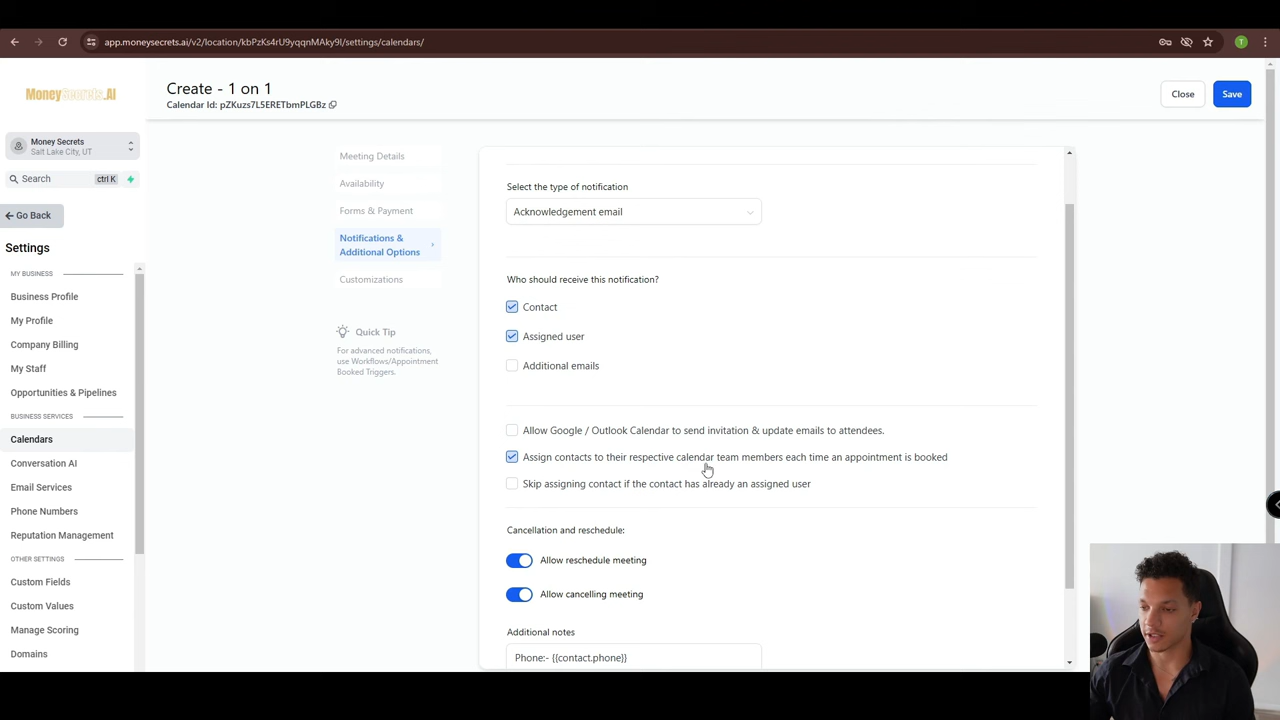 app.moneysecrets.ai/v2/location/kbPzKs4rU9yqqnMAky9l/settings/calendars/
T
MoneySecrets.AI
Create - 1 on 1
Calendar Id: pZKuzs7L5ERETbmPLGBz
Close
Save
Money Secrets
Salt Lake City, UT
Search
ctrl K
Go Back
Settings
MY BUSINESS
Business Profile
My Profile
Company Billing
My Staff
Opportunities & Pipelines
BUSINESS SERVICES
Calendars
Conversation AI
Email Services
Phone Numbers
Reputation Management
OTHER SETTINGS
Custom Fields
Custom Values
Manage Scoring
Domains
Meeting Details
Availability
Forms & Payment
Notifications &
Additional Options
Customizations
Quick Tip
For advanced notifications,
use Workflows/Appointment
Booked Triggers.
Select the type of notification
Acknowledgement email
Who should receive this notification?
Contact
Assigned user
Additional emails
Allow Google / Outlook Calendar to send invitation & update emails to attendees.
Assign contacts to their respective calendar team members each time an appointment is booked
Skip assigning contact if the contact has already an assigned user
Cancellation and reschedule:
Allow reschedule meeting
Allow cancelling meeting
Additional notes
Phone:- {{contact.phone}}